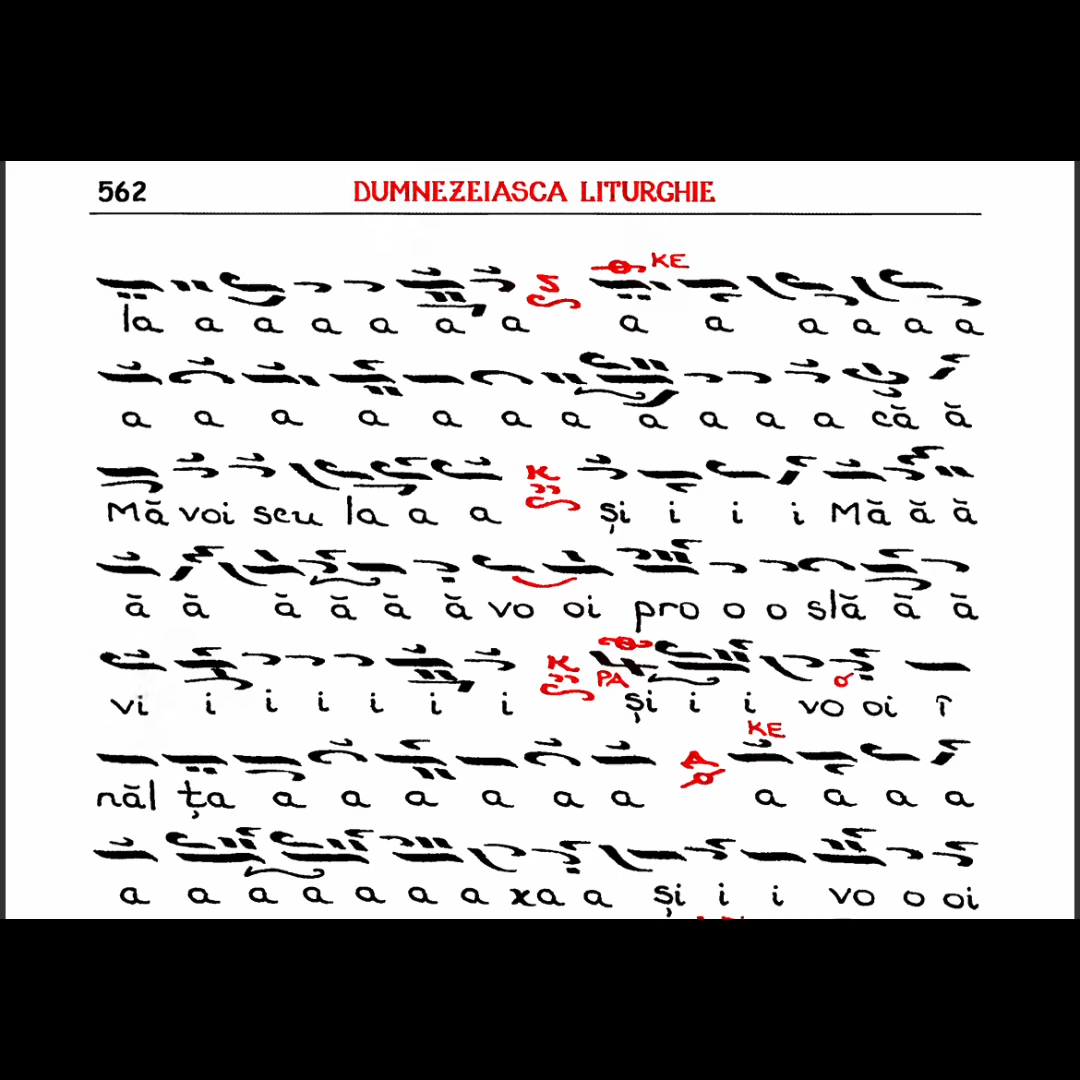 562 DUMNEZEIASCA LITURGHIE
KE
la a a a a a a a a a a a a
a a a a a a a a a a a că ă
Mă voi scu la a a și i i i Mă ă ă
ă ă ă ă ă ă vo oi pro o o slă ă ă
PA
vi i i i i i i și i i vo oi î
KE
năl ța a a a a a a a a a a
a a a a a a a xa a și i i vo o oi